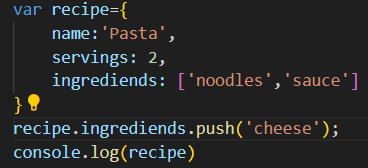 var recipe={
    name:'Pasta',
    servings: 2,
    ingrediends: ['noodles','sauce']
}
recipe.ingrediends.push('cheese');
console.log(recipe)